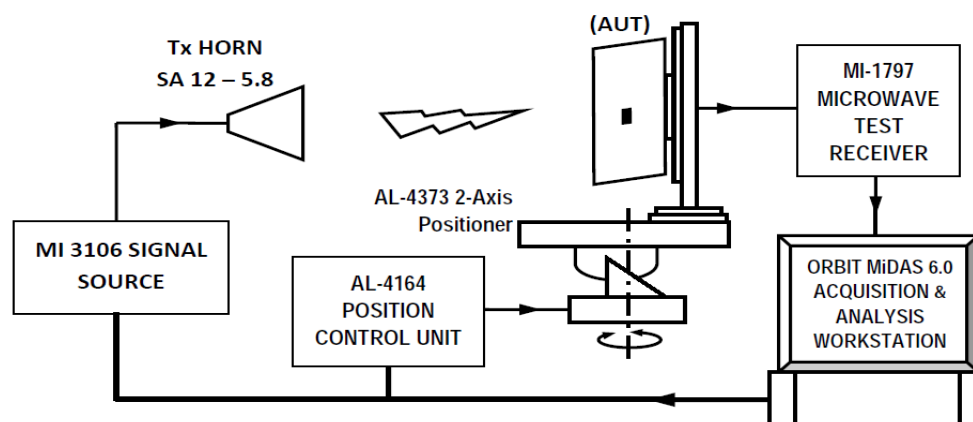 (AUT)
Tx HORN
SA 12 – 5.8
MI-1797
MICROWAVE
TEST
RECEIVER
AL-4373 2-Axis
Positioner
MI 3106 SIGNAL
SOURCE
AL-4164
POSITION
CONTROL UNIT
ORBIT MiDAS 6.0
ACQUISITION &
ANALYSIS
WORKSTATION